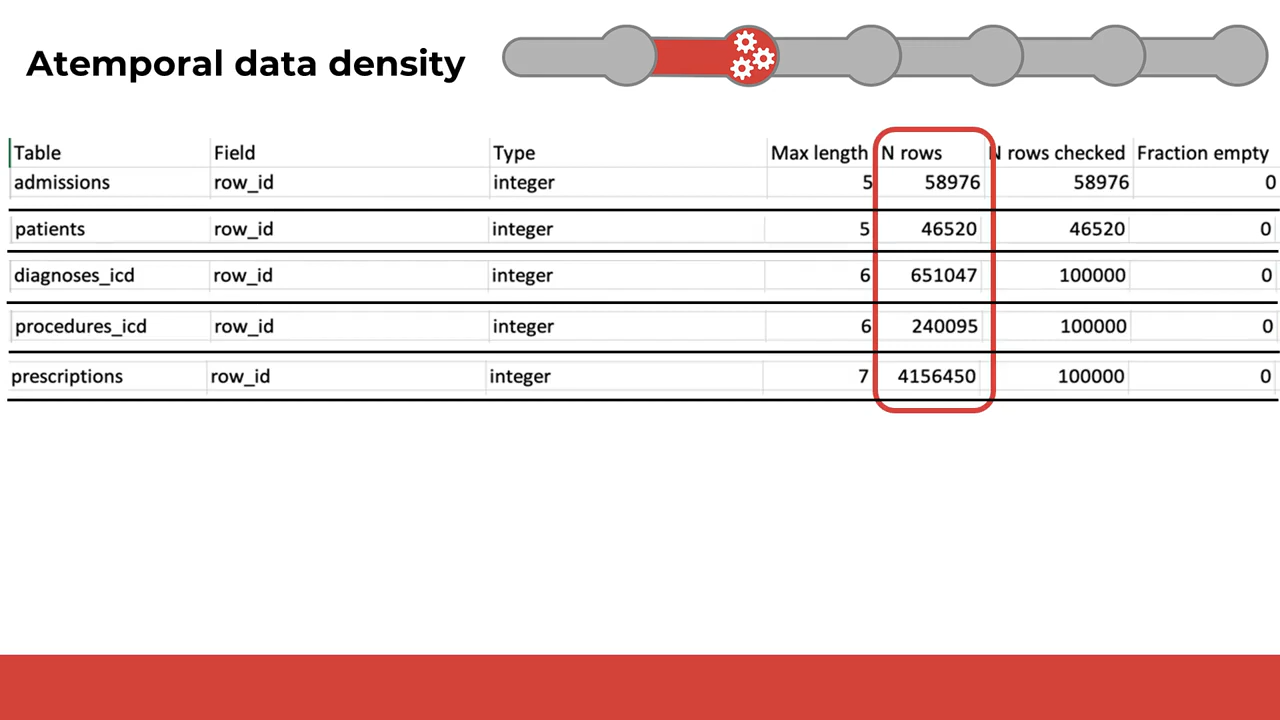 Atemporal data density
Table Field Type Max length N rows N rows checked Fraction empty
admissions row_id integer 5 58976 58976 0
patients row_id integer 5 46520 46520 0
diagnoses_icd row_id integer 6 651047 100000 0
procedures_icd row_id integer 6 240095 100000 0
prescriptions row_id integer 7 4156450 100000 0